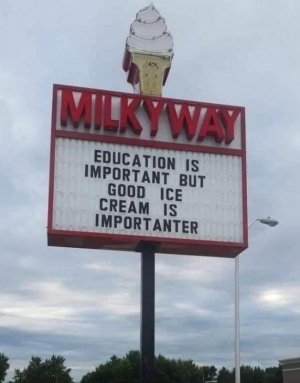 MILKYWAY
EDUCATION IS
IMPORTANT BUT
GOOD ICE
CREAM IS
IMPORTANTER